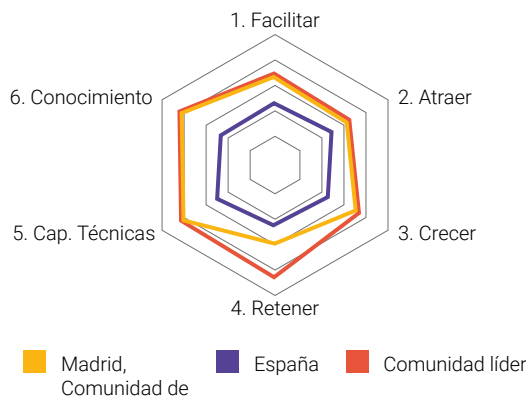 1. Facilitar
2. Atraer
6. Conocimiento
3. Crecer
5. Cap. Técnicas
4. Retener
Madrid,
Comunidad de
España
Comunidad líder